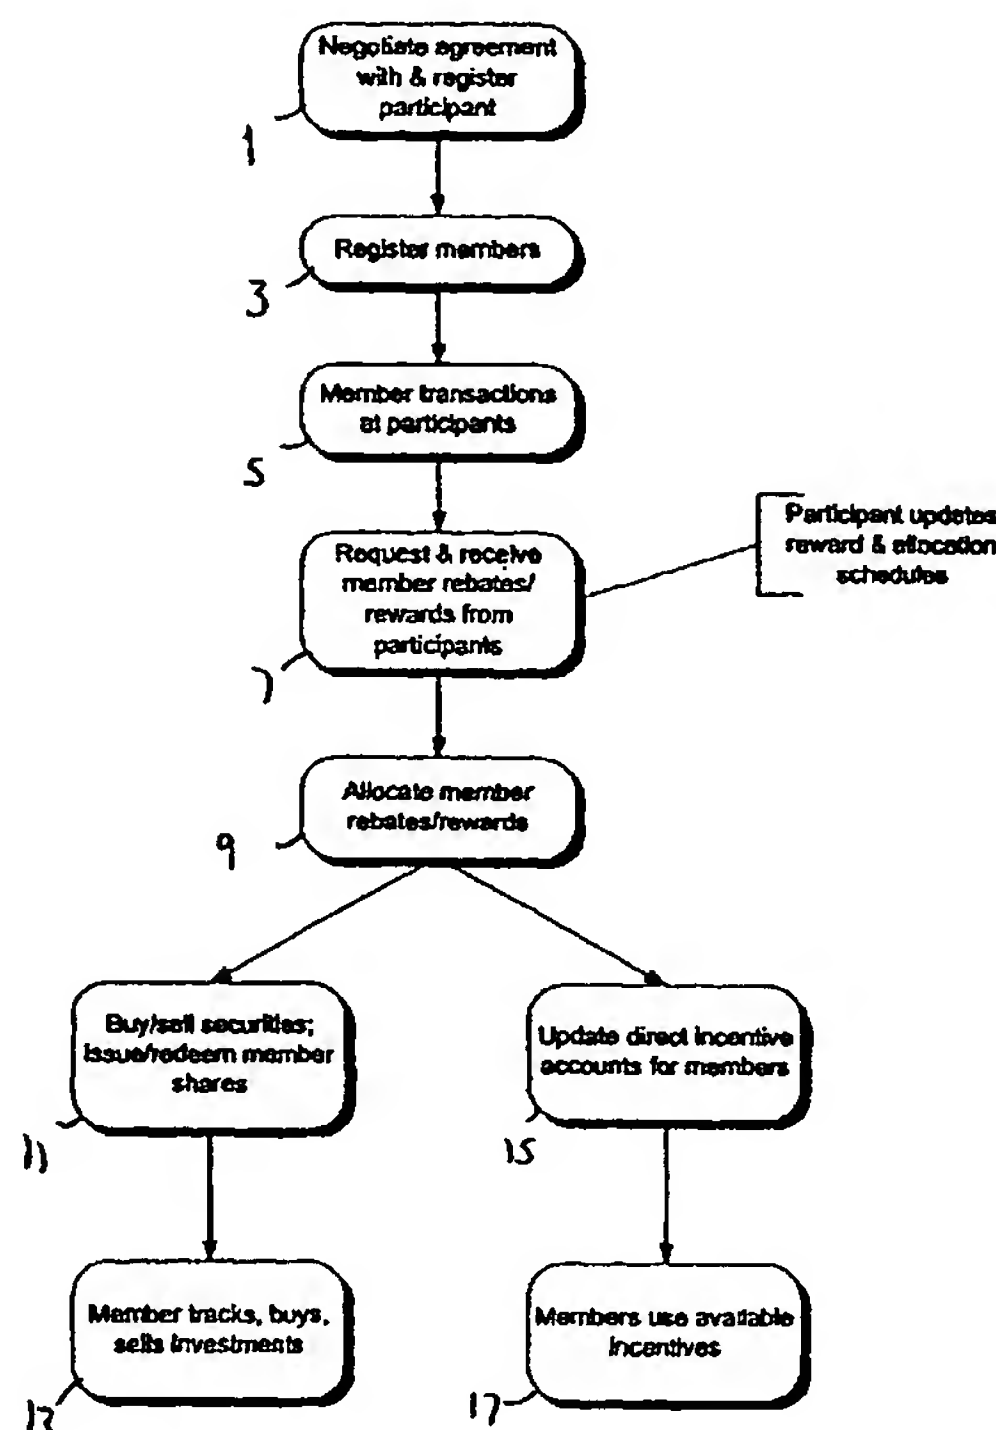 Negotiate agreement
with & register
participant
1
Register members
3
Member transactions
at participants
5
Participant updates
reward & allocation
schedules
Request & receive
member rebates/
rewards from
participants
7
Allocate member
rebates/rewards
9
Buy/sell securities;
issue/redeem member
shares
11
Update direct incentive
accounts for members
15
Member tracks, buys,
sells investments
13
Members use available
incentives
17